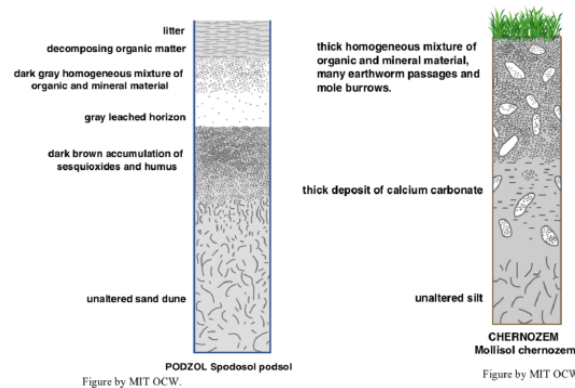 litter
decomposing organic matter
dark gray homogeneous mixture of
organic and mineral material
gray leached horizon
dark brown accumulation of
sesquioxides and humus
unaltered sand dune
PODZOL Spodosol podsol
Figure by MIT OCW.
thick homogeneous mixture of
organic and mineral material,
many earthworm passages and
mole burrows.
thick deposit of calcium carbonate
unaltered silt
CHERNOZEM
Mollisol chernozem
Figure by MIT OCW